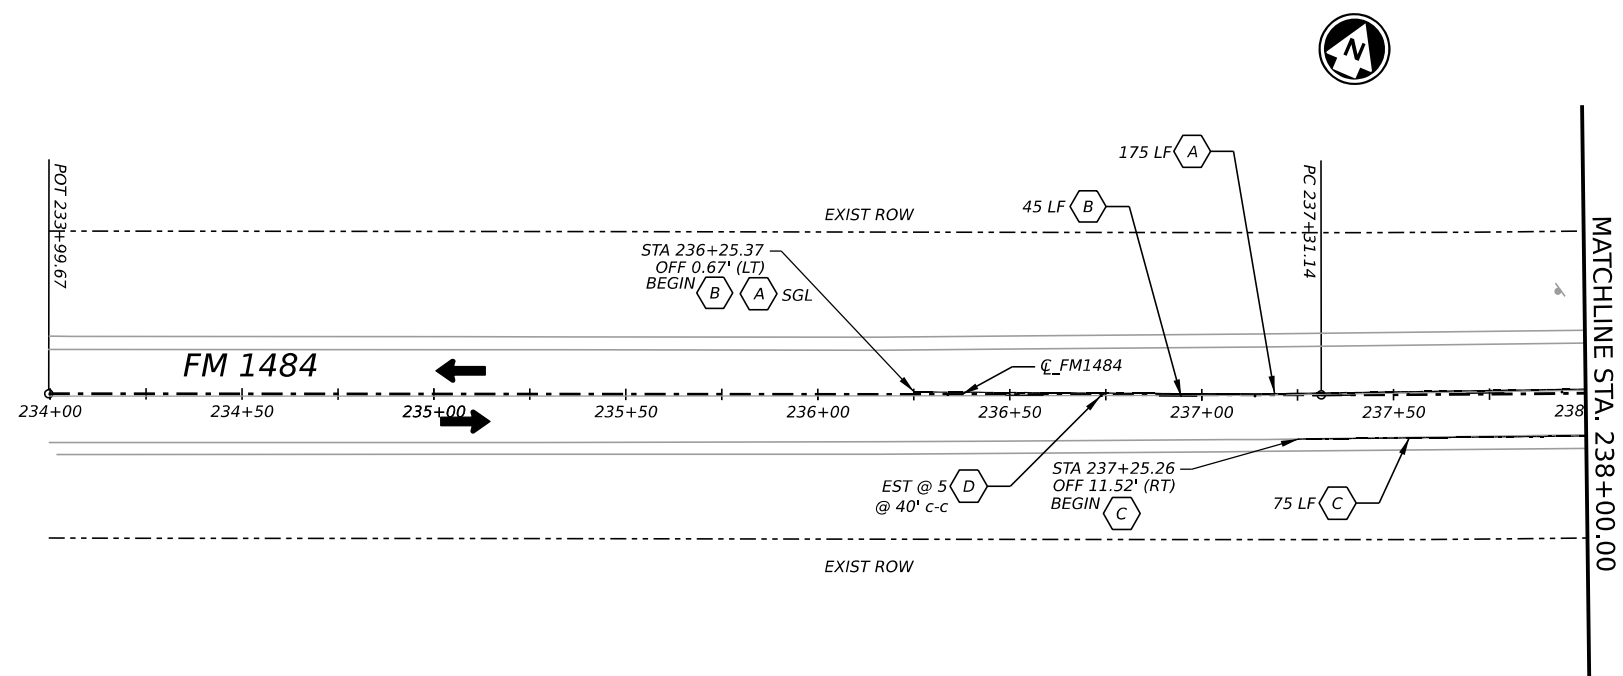 N
175 LF A
POT 233+99.67
PC 237+31.14
45 LF B
EXIST ROW
MATCHLINE STA. 238+00.00
STA 236+25.37
OFF 0.67' (LT)
BEGIN B A SGL
FM 1484
℄_FM1484
234+00 234+50 235+00 235+50 236+00 236+50 237+00 237+50 238
STA 237+25.26
OFF 11.52' (RT)
BEGIN C
EST @ 5 D
@ 40' c-c
75 LF C
EXIST ROW